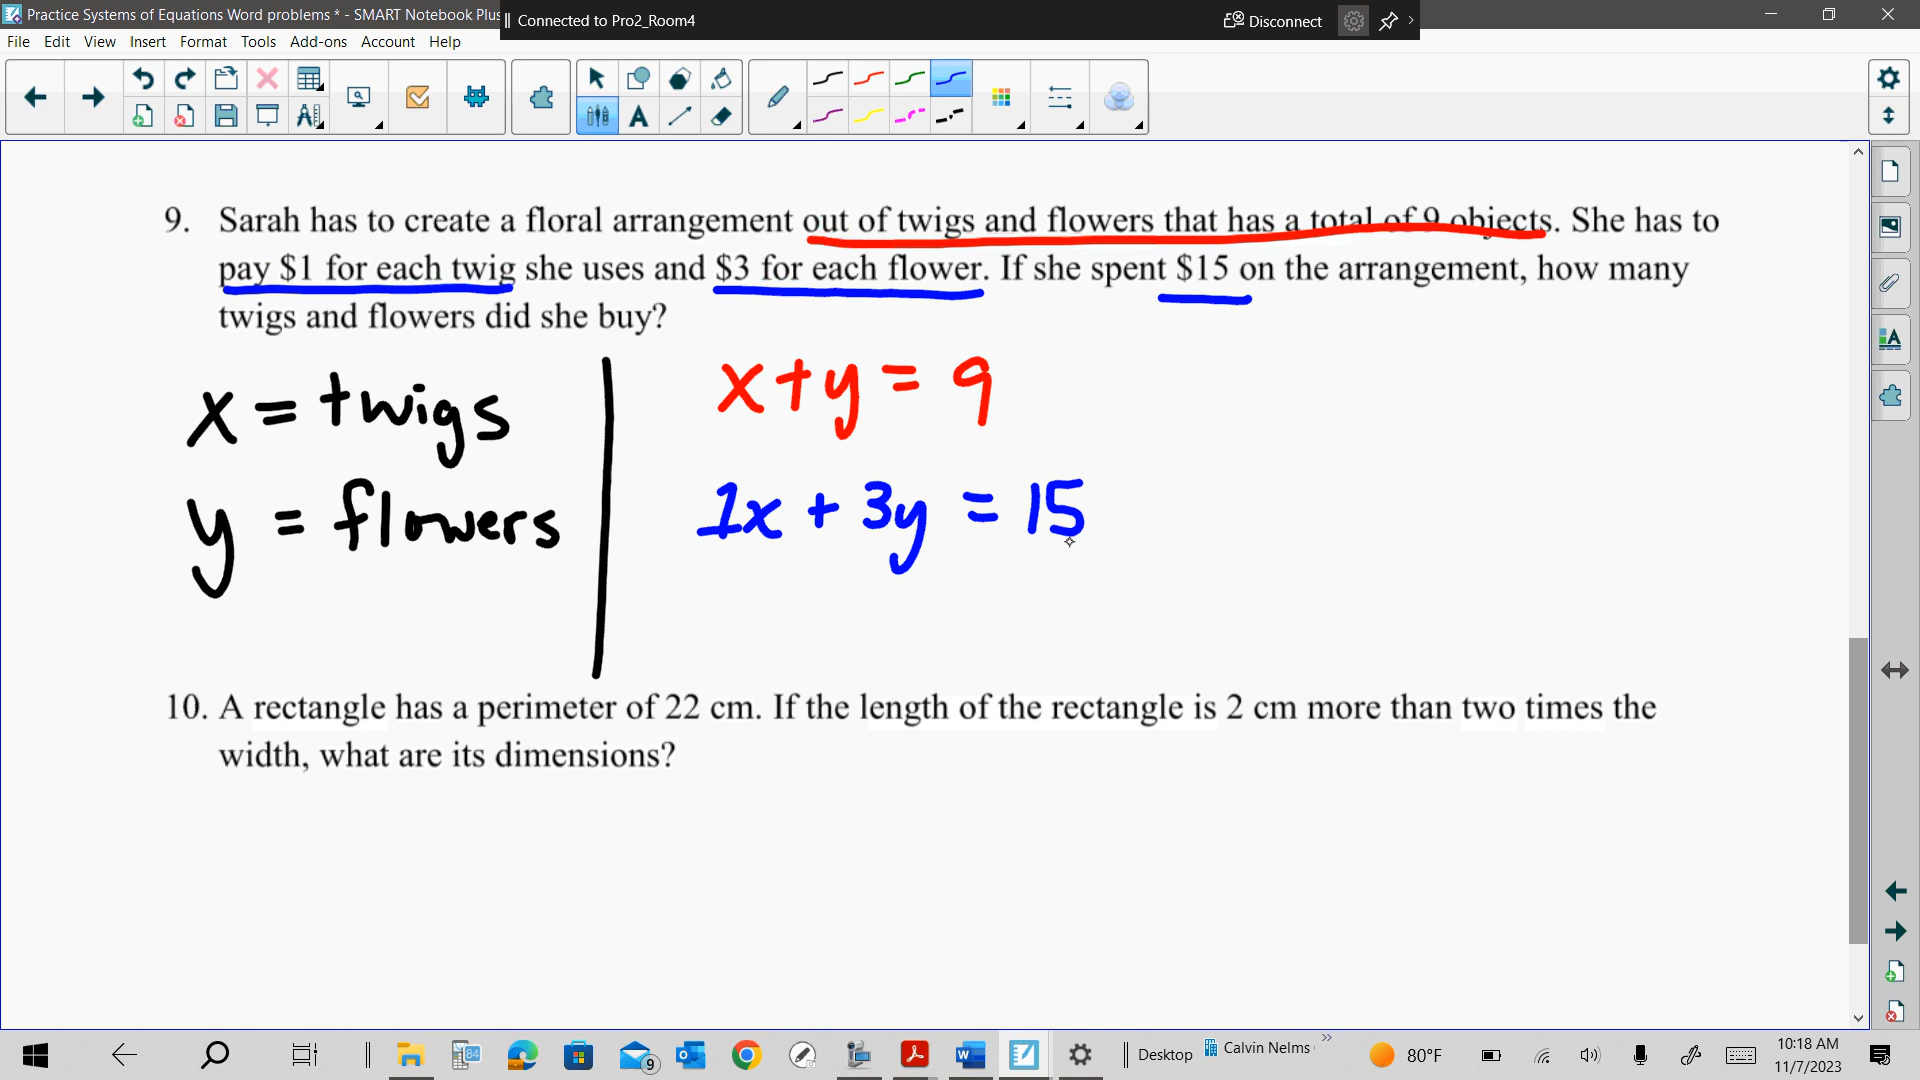 Practice Systems of Equations Word problems * - SMART Notebook Plus
Connected to Pro2_Room4
Disconnect
File Edit View Insert Format Tools Add-ons Account Help
9. Sarah has to create a floral arrangement out of twigs and flowers that has a total of 9 objects. She has to
pay $1 for each twig she uses and $3 for each flower. If she spent $15 on the arrangement, how many
twigs and flowers did she buy?
x = twigs
y = flowers
x + y = 9
1x + 3y = 15
10. A rectangle has a perimeter of 22 cm. If the length of the rectangle is 2 cm more than two times the
width, what are its dimensions?
84
9
Desktop
Calvin Nelms
80°F
10:18 AM
11/7/2023